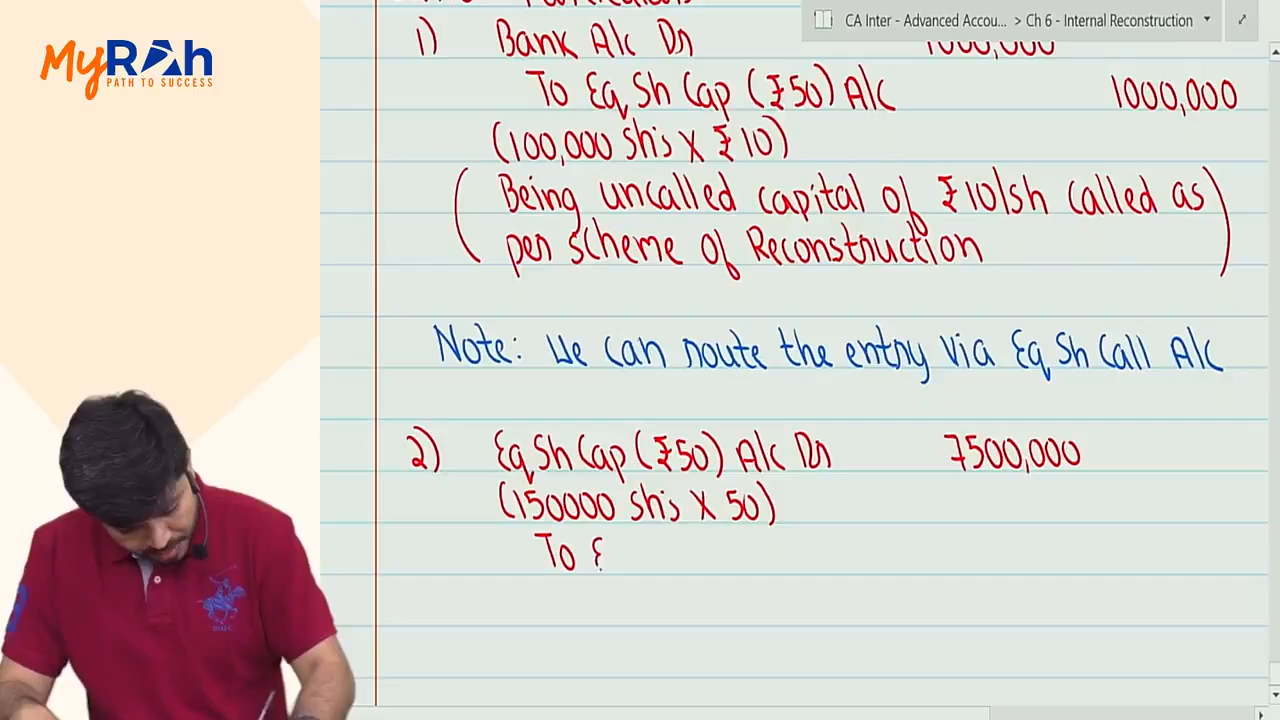 CA Inter - Advanced Accou... > Ch 6 - Internal Reconstruction
MyRAh
PATH TO SUCCESS
1) Bank A/c Dr 1000,000
To Eq Sh Cap (₹50) A/c 1000,000
(100,000 shs X ₹10)
(Being uncalled capital of ₹10/sh called as
per scheme of Reconstruction)
Note: We can route the entry via Eq Sh Call A/c
2) Eq Sh Cap (₹50) A/c Dr 7500,000
(150000 shs X 50)
To E